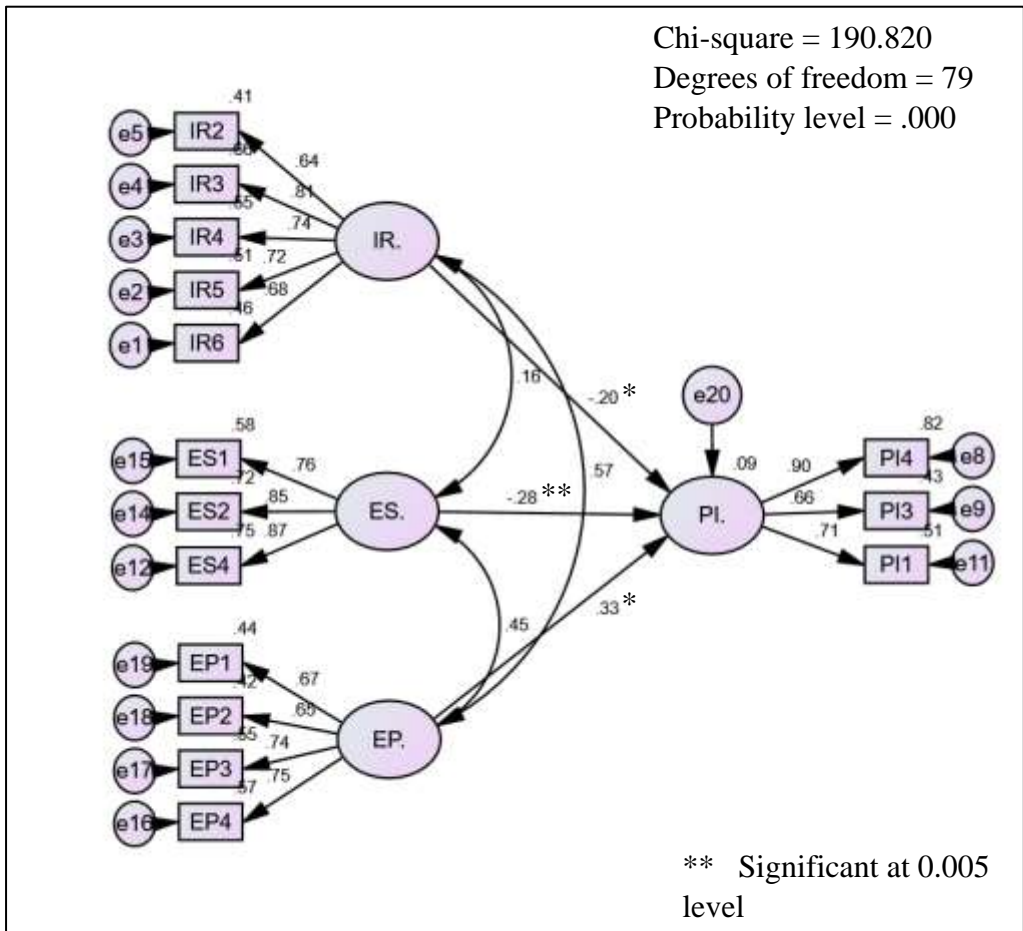 Chi-square = 190.820
Degrees of freedom = 79
Probability level = .000
.41
e5 IR2
.64
.66
e4 IR3
.81
.55
e3 IR4
.74
IR.
.51
.72
e2 IR5
.68
.46
e1 IR6
.16
-.20 *
e20
.58
e15 ES1
.76
.72
e14 ES2
.85
ES.
-.28 **
.57
.75
.87
e12 ES4
.09
PI.
.82
.90
PI4 e8
.43
.66
PI3 e9
.51
.71
PI1 e11
.45
.33 *
.44
e19 EP1
.67
.42
e18 EP2
.65
.55
e17 EP3
.74
EP.
.57
.75
e16 EP4
** Significant at 0.005
level